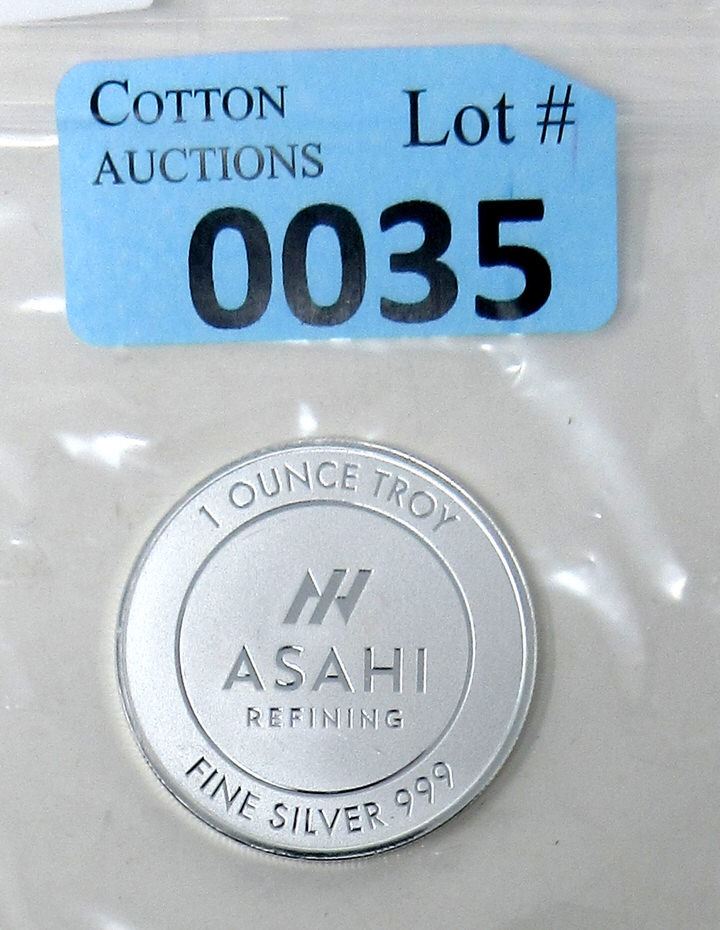 COTTON
AUCTIONS
Lot #
0035
1 OUNCE TROY
ASAHI
REFINING
FINE SILVER 999